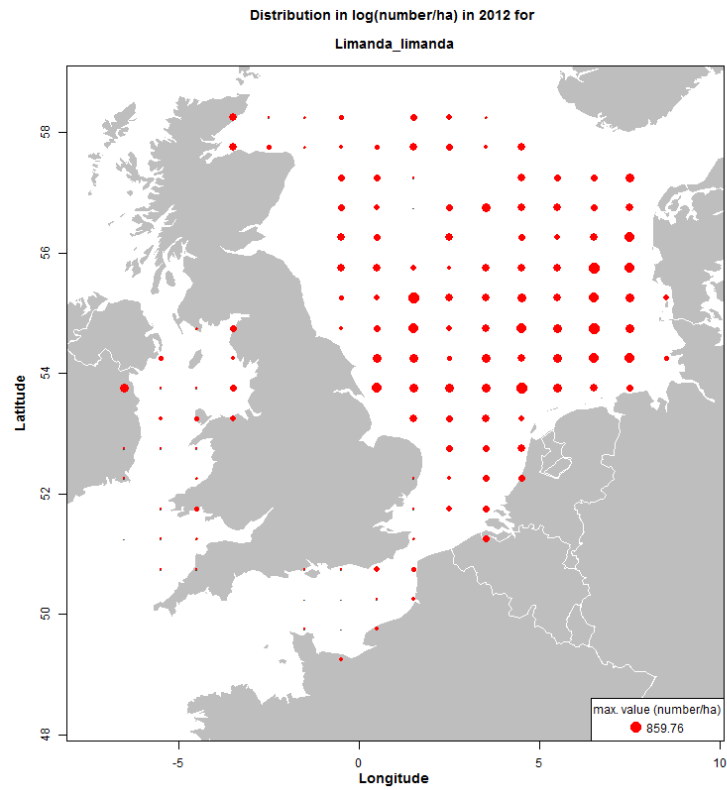 Distribution in log(number/ha) in 2012 for
Limanda_limanda
58
56
54
52
50
48
Latitude
-5
0
5
10
Longitude
max. value (number/ha)
859.76